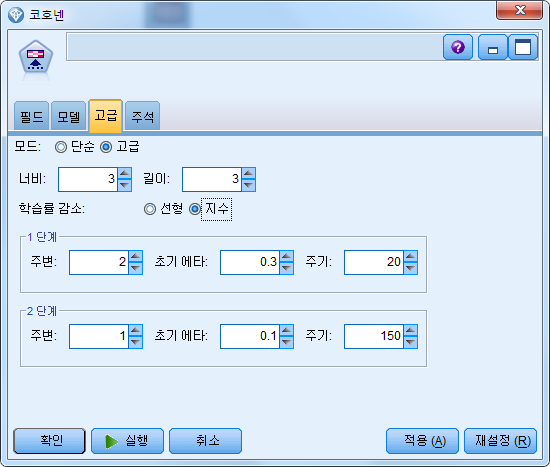 코호넨
필드 모델 고급 주석
모드: 단순 고급
너비: 3 길이: 3
학습률 감소: 선형 지수
1 단계
주변: 2 초기 에타: 0.3 주기: 20
2 단계
주변: 1 초기 에타: 0.1 주기: 150
확인 실행 취소 적용 (A) 재설정 (R)